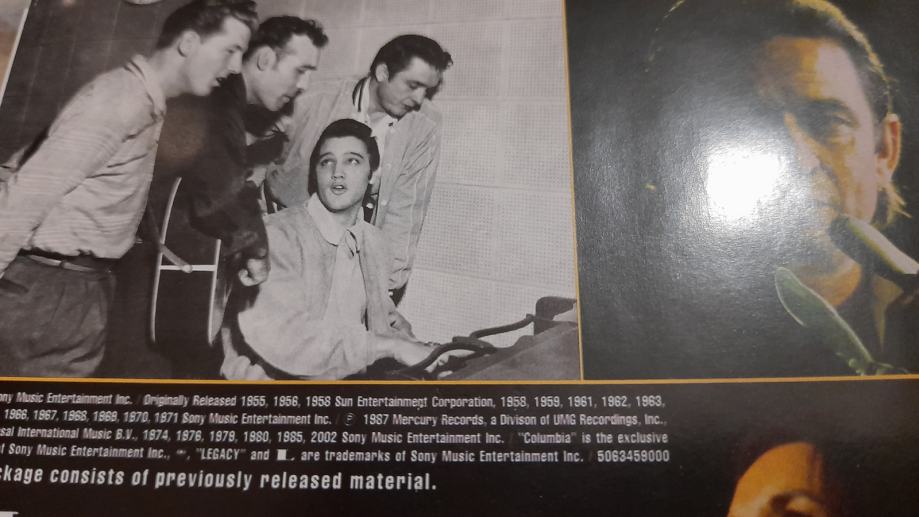 ony Music Entertainment Inc. / Originally Released 1955, 1956, 1958 Sun Entertainment Corporation, 1958, 1959, 1961, 1962, 1963,
1966, 1967, 1968, 1969, 1970, 1971 Sony Music Entertainment Inc. / ℗ 1987 Mercury Records, a Divison of UMG Recordings, Inc.,
sal International Music B.V., 1974, 1976, 1979, 1980, 1985, 2002 Sony Music Entertainment Inc. / "Columbia" is the exclusive
f Sony Music Entertainment Inc., , "LEGACY" and , are trademarks of Sony Music Entertainment Inc. / 5063459000
ckage consists of previously released material.